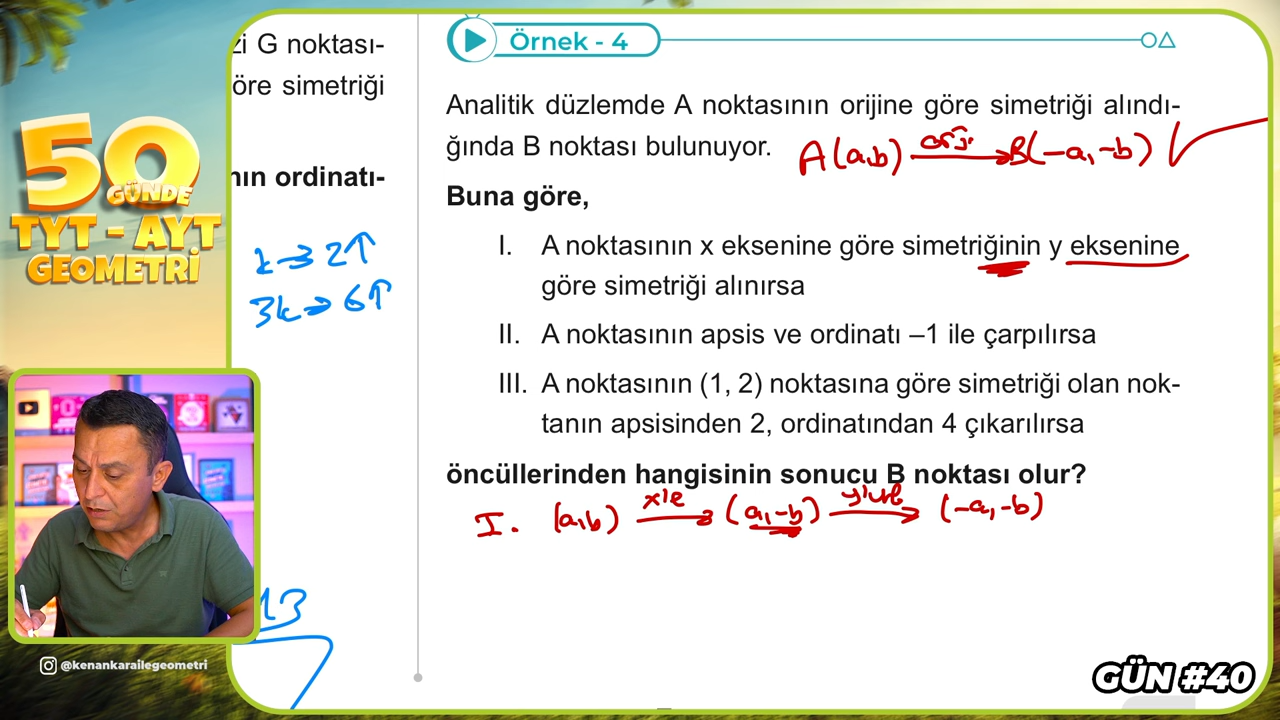 zi G noktası-
öre simetriği
nın ordinatı-
k → 2↑
3k → 6↑
13
50
GÜNDE
TYT - AYT
GEOMETRİ
@kenankarailegeometri
Örnek - 4
Analitik düzlemde A noktasının orijine göre simetriği alındı-
ğında B noktası bulunuyor.
A(a,b) orj. → B(-a,-b) ✓
Buna göre,
I. A noktasının x eksenine göre simetriğinin y eksenine
göre simetriği alınırsa
II. A noktasının apsis ve ordinatı –1 ile çarpılırsa
III. A noktasının (1, 2) noktasına göre simetriği olan nok-
tanın apsisinden 2, ordinatından 4 çıkarılırsa
öncüllerinden hangisinin sonucu B noktası olur?
I. (a,b) x'e → (a,-b) → (-a,-b)
GÜN #40